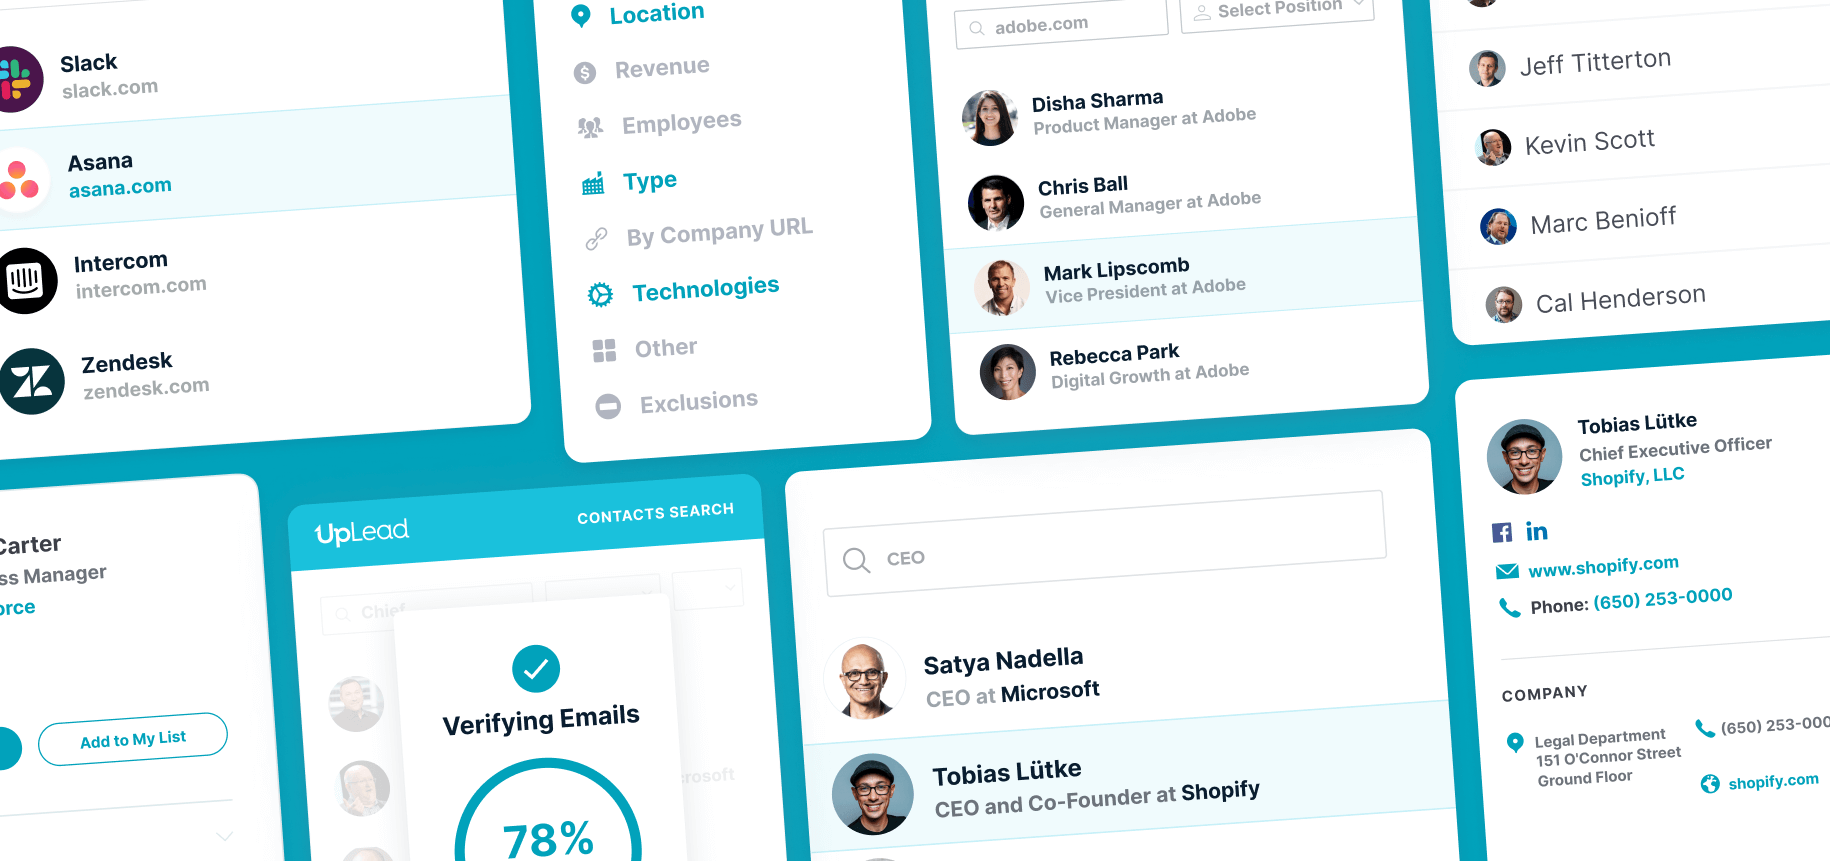 Slack
slack.com
Asana
asana.com
Intercom
intercom.com
Zendesk
zendesk.com
Location
Revenue
Employees
Type
By Company URL
Technologies
Other
Exclusions
adobe.com
Select Position
Disha Sharma
Product Manager at Adobe
Chris Ball
General Manager at Adobe
Mark Lipscomb
Vice President at Adobe
Rebecca Park
Digital Growth at Adobe
Jeff Titterton
Kevin Scott
Marc Benioff
Cal Henderson
Carter
ss Manager
orce
Add to My List
UpLead
CONTACTS SEARCH
Chief
Verifying Emails
78%
crosoft
CEO
Satya Nadella
CEO at Microsoft
Tobias Lütke
CEO and Co-Founder at Shopify
Tobias Lütke
Chief Executive Officer
Shopify, LLC
in
www.shopify.com
Phone: (650) 253-0000
COMPANY
Legal Department
151 O'Connor Street
Ground Floor
(650) 253-000
shopify.com